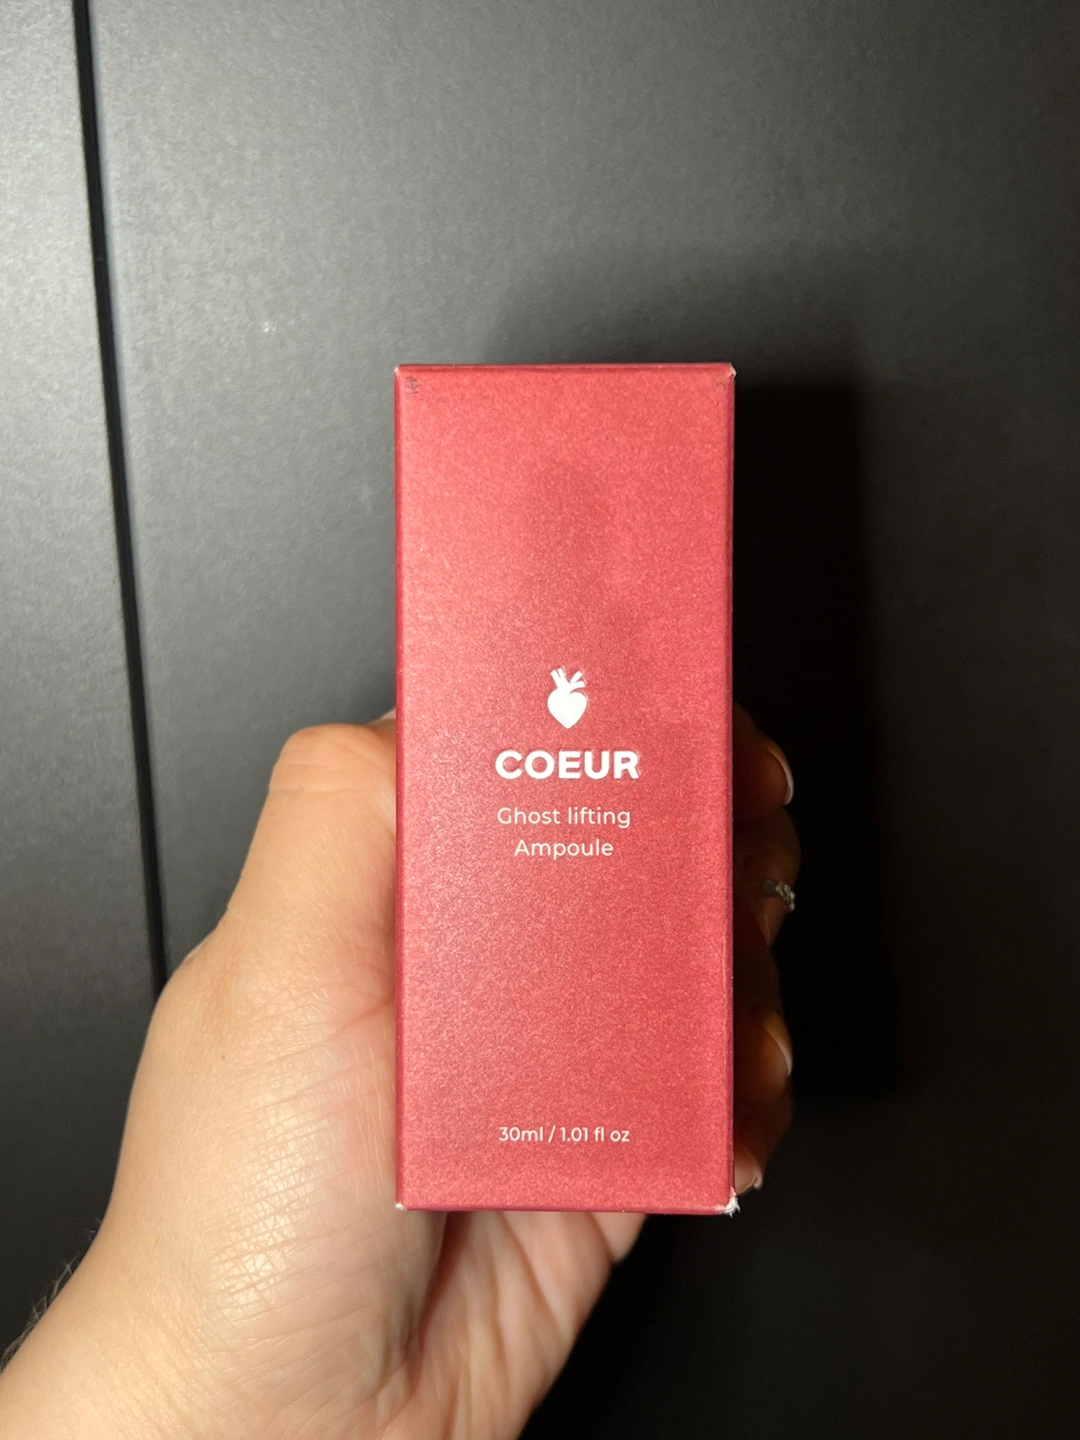 COEUR
Ghost lifting
Ampoule
30ml / 1.01 fl oz